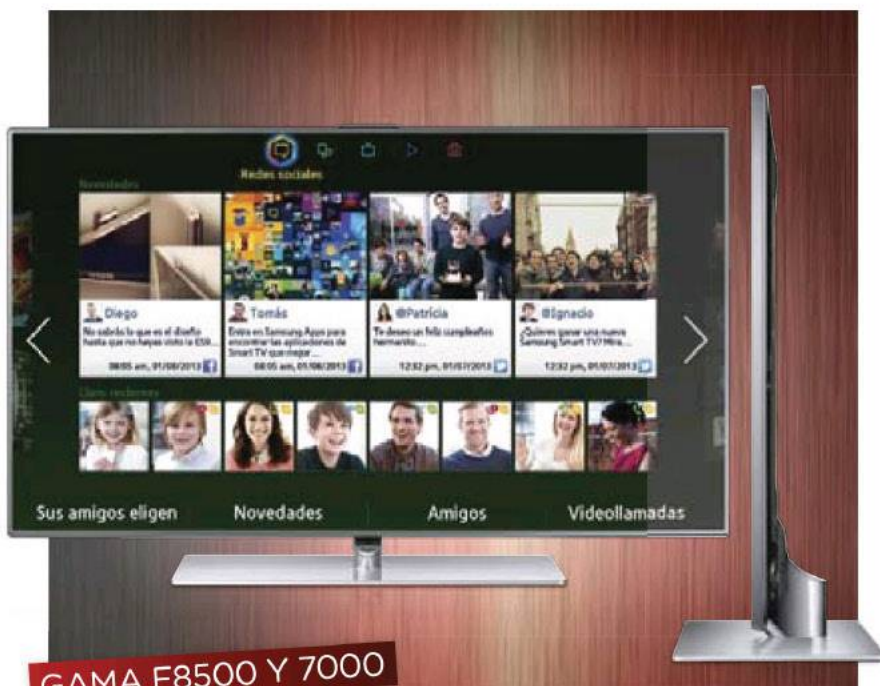 Redes sociales
Novedades
Diego
No sabrás lo que es el diseño
hasta que no hayas visto la ES9...
08:05 am, 01/08/2013
Tomás
Entra en Samsung Apps para
encontrar las aplicaciones de
Smart TV que mejor...
08:05 am, 01/08/2013
@Patricia
Te deseo un feliz cumpleaños
hermanito...
12:32 pm, 01/07/2013
@Ignacio
¿Quieres ganar una nueva
Samsung Smart TV? Mira...
12:32 pm, 01/07/2013
Sus amigos eligen
Novedades
Amigos
Videollamadas
GAMA F8500 Y 7000